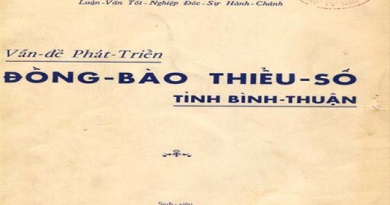 Luận-Văn Tốt-Nghiệp Đốc-Sự Hành-Chánh
Vấn-đề Phát-Triển
ĐỒNG-BÀO THIỂU-SỐ
TỈNH BÌNH-THUẬN